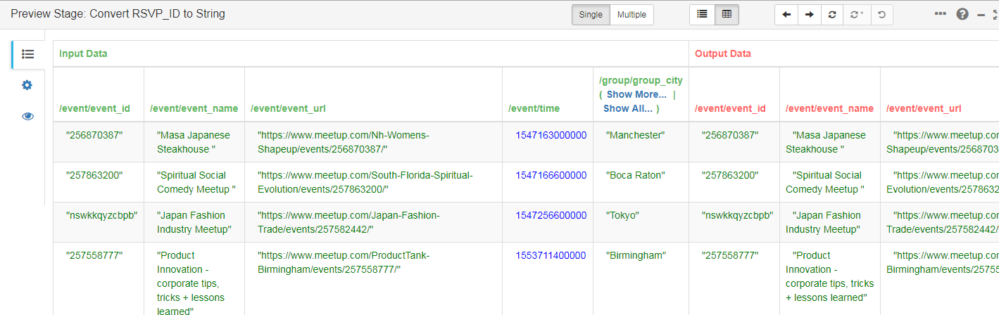 Preview Stage: Convert RSVP_ID to String
Single Multiple
*
Input Data Output Data
/group/group_city
( Show More... |
/event/event_id /event/event_name /event/event_url /event/time Show All... ) /event/event_id /event/event_name /event/event_url
"256870387" "Masa Japanese "https://www.meetup.com/Nh-Womens- 1547163000000 "Manchester" "256870387" "Masa Japanese "https://www.meetup.com
Steakhouse " Shapeup/events/256870387/" Steakhouse " Shapeup/events/2568703
"257863200" "Spiritual Social "https://www.meetup.com/South-Florida-Spiritual- 1547166600000 "Boca Raton" "257863200" "Spiritual Social "https://www.meetup.com
Comedy Meetup " Evolution/events/257863200/" Comedy Meetup " Evolution/events/2578632
"nswkkqyzcbpb" "Japan Fashion "https://www.meetup.com/Japan-Fashion- 1547256600000 "Tokyo" "nswkkqyzcbpb" "Japan Fashion "https://www.meetup.com
Industry Meetup" Trade/events/257582442/" Industry Meetup" Trade/events/257582442/"
"257558777" "Product "https://www.meetup.com/ProductTank- 1553711400000 "Birmingham" "257558777" "Product "https://www.meetup.com
Innovation - Birmingham/events/257558777/" Innovation - Birmingham/events/25755
corporate tips, corporate tips, tricks
tricks + lessons + lessons learned"
learned"